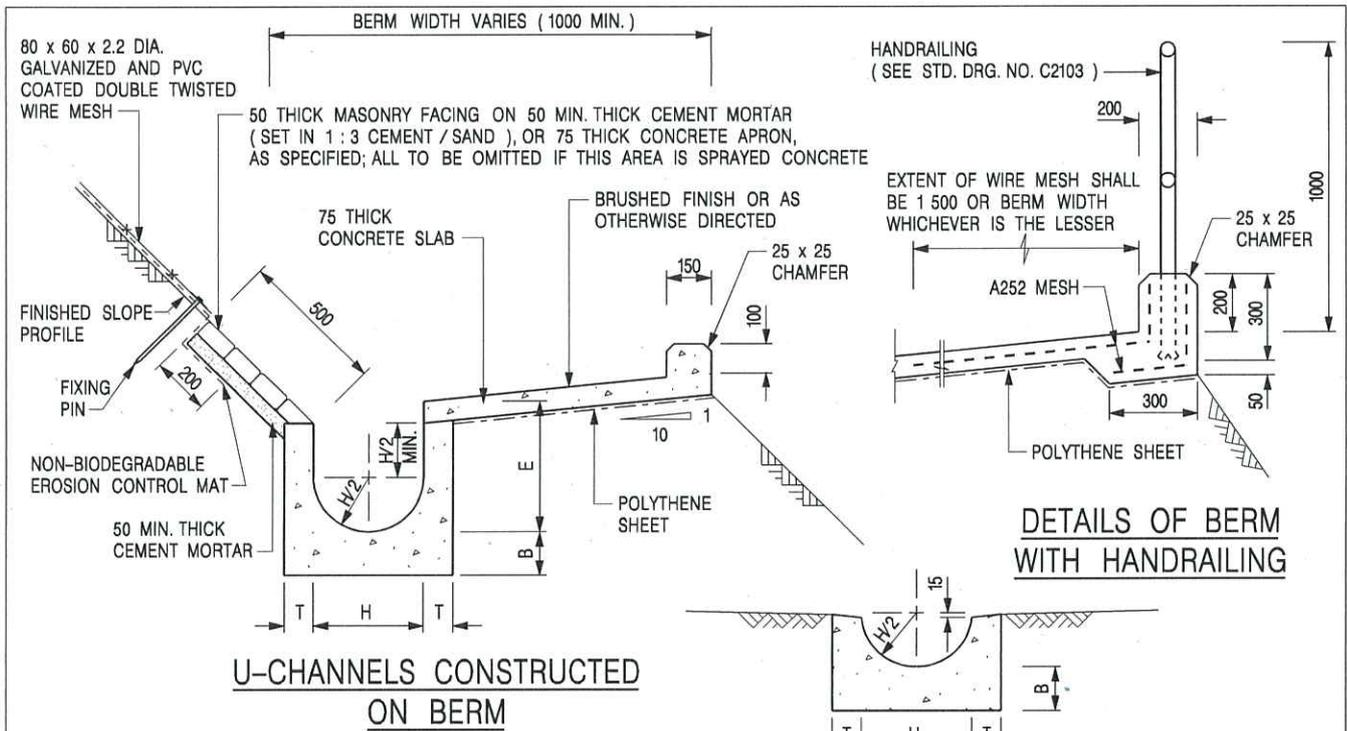 BERM WIDTH VARIES ( 1000 MIN. )
80 x 60 x 2.2 DIA.
GALVANIZED AND PVC
COATED DOUBLE TWISTED
WIRE MESH
50 THICK MASONRY FACING ON 50 MIN. THICK CEMENT MORTAR
( SET IN 1 : 3 CEMENT / SAND ), OR 75 THICK CONCRETE APRON,
AS SPECIFIED; ALL TO BE OMITTED IF THIS AREA IS SPRAYED CONCRETE
75 THICK
CONCRETE SLAB
BRUSHED FINISH OR AS
OTHERWISE DIRECTED
25 x 25
CHAMFER
150
100
500
FINISHED SLOPE
PROFILE
FIXING
PIN
200
NON-BIODEGRADABLE
EROSION CONTROL MAT
50 MIN. THICK
CEMENT MORTAR
H/2
MIN.
H/2
E
B
10
1
POLYTHENE
SHEET
T
H
T
U-CHANNELS CONSTRUCTED
ON BERM
HANDRAILING
( SEE STD. DRG. NO. C2103 )
200
1000
EXTENT OF WIRE MESH SHALL
BE 1 500 OR BERM WIDTH
WHICHEVER IS THE LESSER
25 x 25
CHAMFER
A252 MESH
200
300
50
300
POLYTHENE SHEET
DETAILS OF BERM
WITH HANDRAILING
15
H/2
B
T
H
T